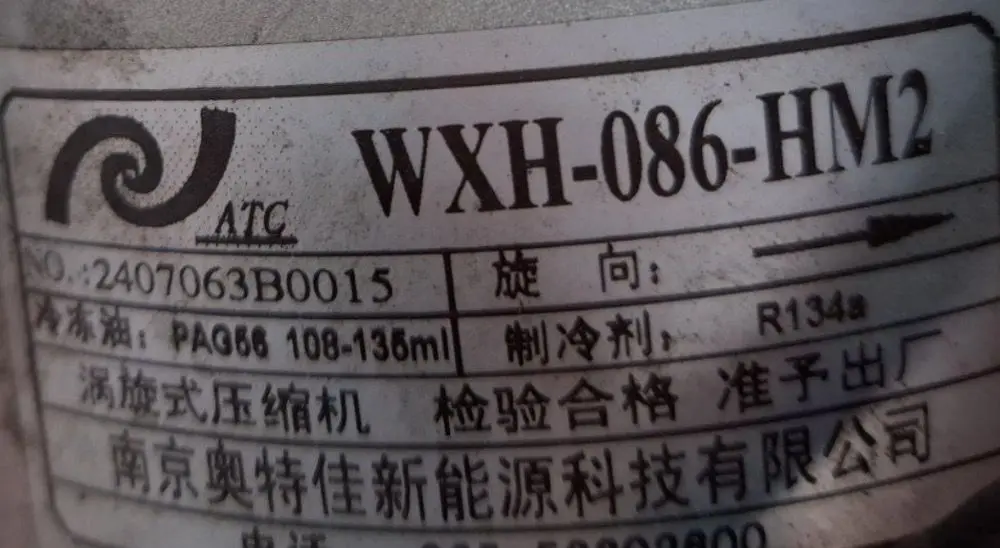 ATC WXH-086-HM2
NO.:2407063B0015 旋 向:
冷冻油: PAG56 108-135ml 制冷剂: R134a
涡旋式压缩机 检验合格 准予出厂
南京奥特佳新能源科技有限公司
电话